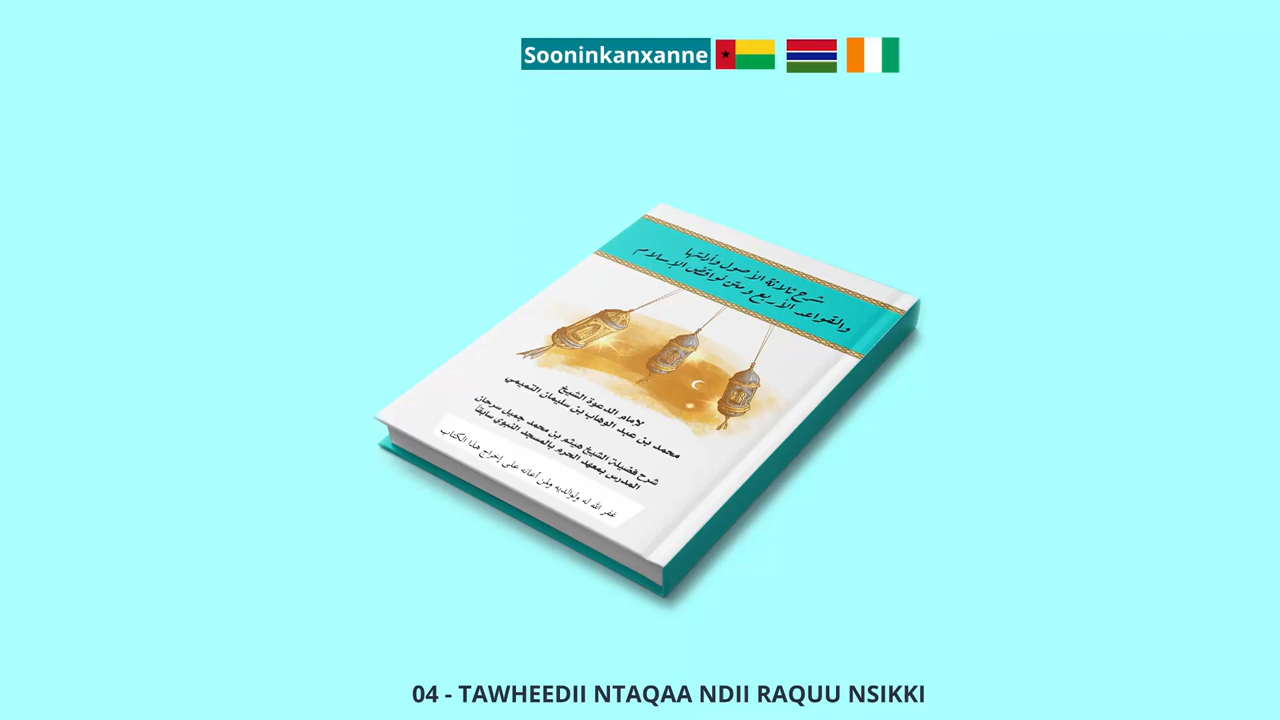 Sooninkanxanne
شرح ثلاثة الأصول وأدلتها
والقواعد الأربع و متن نواقض الإسلام
لإمام الدعوة الشيخ
محمد بن عبد الوهاب بن سليمان التميمي
شرح فضيلة الشيخ هيثم بن محمد جميل سرحان
المدرس بمعهد الحرم بالمسجد النبوي سابقا
غفر الله له ولوالديه ولمن أعانه على إخراج هذا الكتاب
04 - TAWHEEDII NTAQAA NDII RAQUU NSIKKI